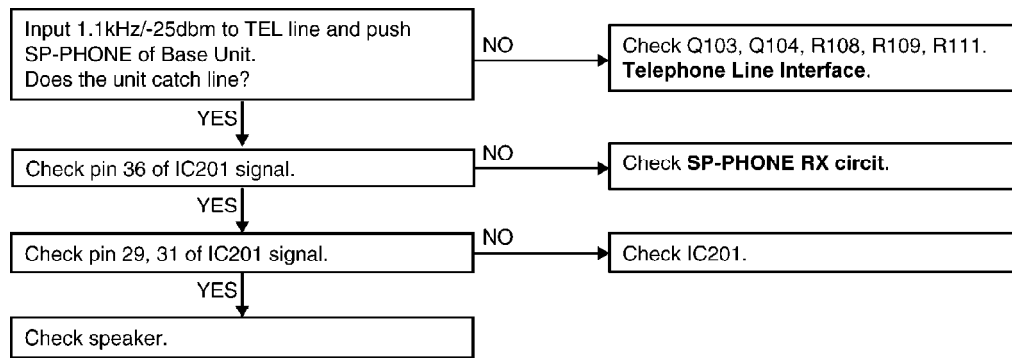 Input 1.1kHz/-25dbm to TEL line and push
SP-PHONE of Base Unit.
Does the unit catch line?
NO
Check Q103, Q104, R108, R109, R111.
Telephone Line Interface.
YES
Check pin 36 of IC201 signal.
NO
Check SP-PHONE RX circit.
YES
Check pin 29, 31 of IC201 signal.
NO
Check IC201.
YES
Check speaker.